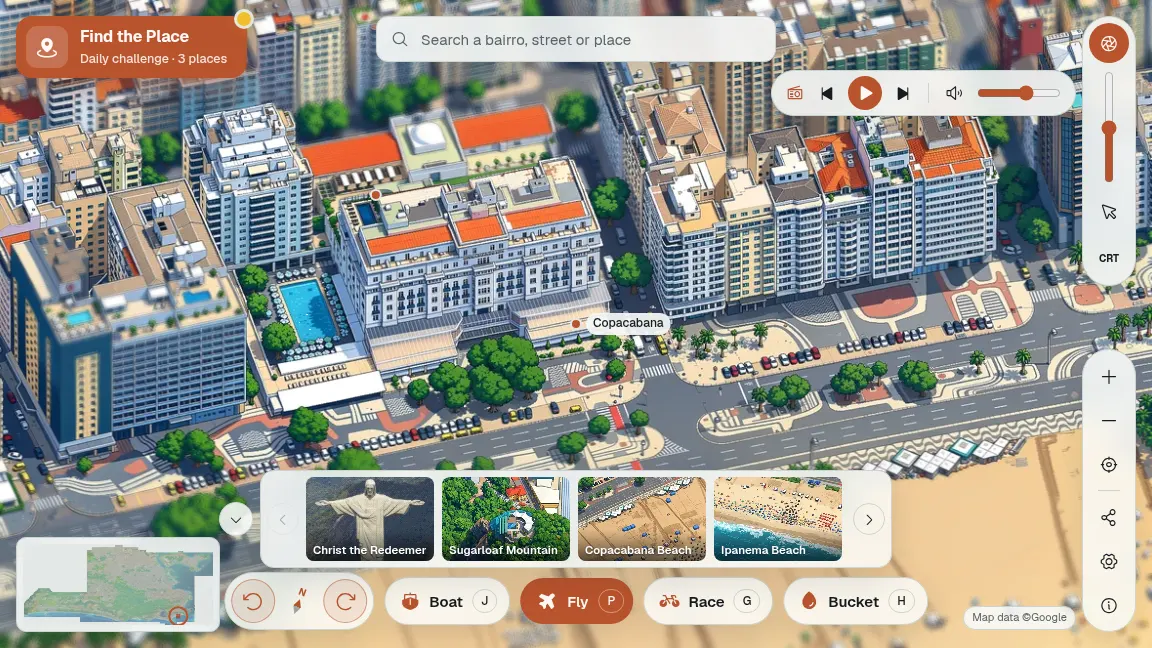 Find the Place
Daily challenge · 3 places
Search a bairro, street or place
CRT
Copacabana
Christ the Redeemer
Sugarloaf Mountain
Copacabana Beach
Ipanema Beach
N
Boat J
Fly P
Race G
Bucket H
Map data ©Google